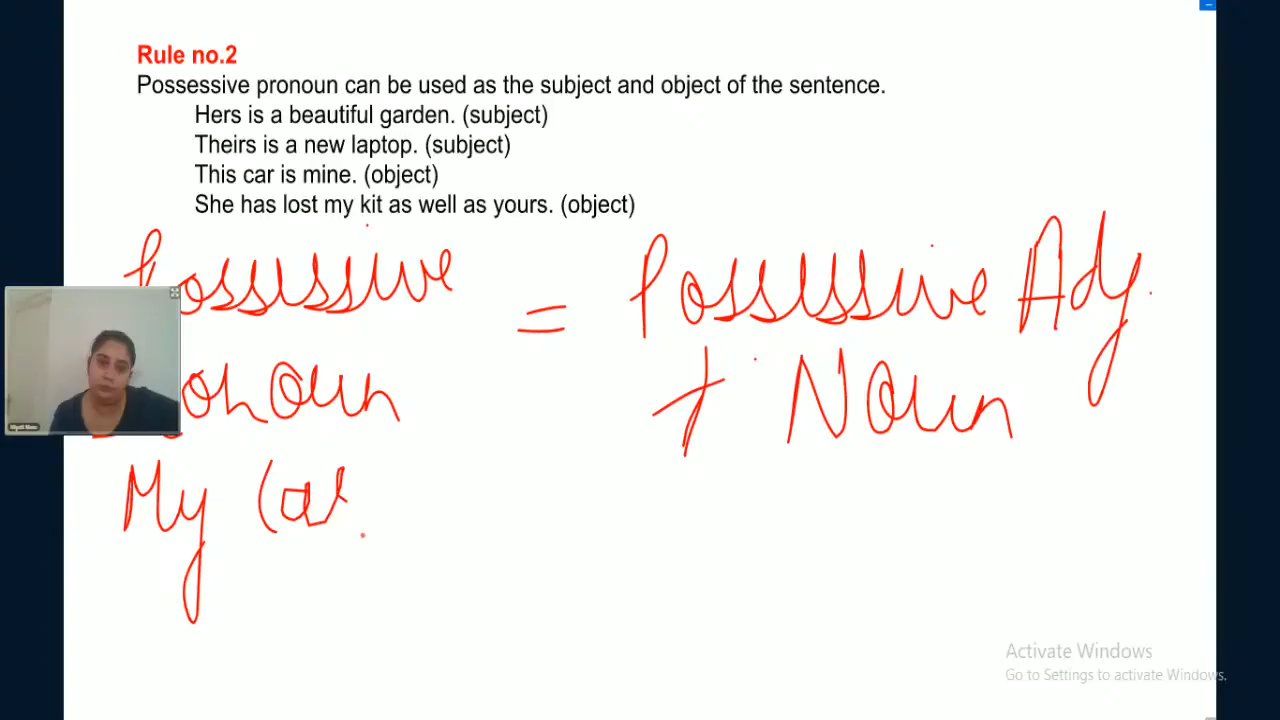 Rule no.2
Possessive pronoun can be used as the subject and object of the sentence.
Hers is a beautiful garden. (subject)
Theirs is a new laptop. (subject)
This car is mine. (object)
She has lost my kit as well as yours. (object)
Possessive = Possessive Adj.
onoun + Noun
My Car
Activate Windows
Go to Settings to activate Windows.